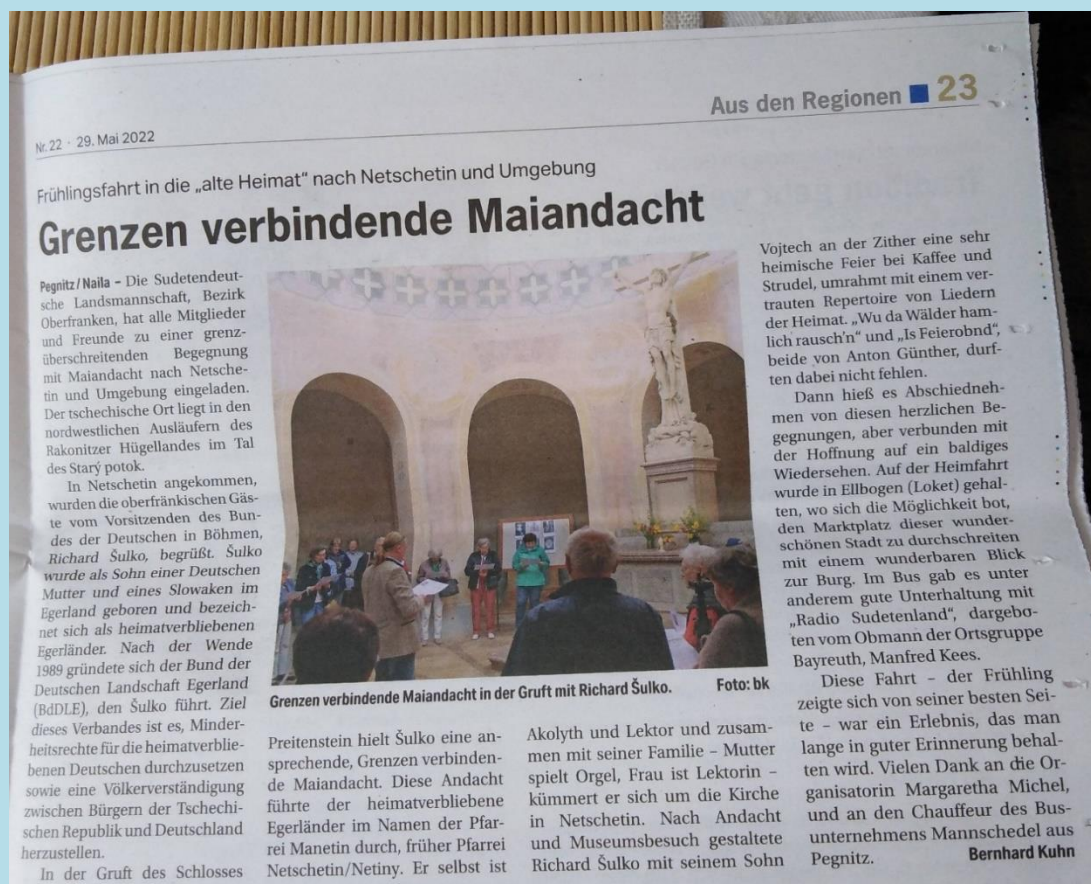 Nr. 22 · 29. Mai 2022
Aus den Regionen 23
Frühlingsfahrt in die „alte Heimat“ nach Netschetin und Umgebung
Grenzen verbindende Maiandacht
Pegnitz / Naila – Die Sudetendeut-
sche Landsmannschaft, Bezirk
Oberfranken, hat alle Mitglieder
und Freunde zu einer grenz-
überschreitenden Begegnung
mit Maiandacht nach Netsche-
tin und Umgebung eingeladen.
Der tschechische Ort liegt in den
nordwestlichen Ausläufern des
Rakonitzer Hügellandes im Tal
des Starý potok.
In Netschetin angekommen,
wurden die oberfränkischen Gäs-
te vom Vorsitzenden des Bun-
des der Deutschen in Böhmen,
Richard Šulko, begrüßt. Šulko
wurde als Sohn einer Deutschen
Mutter und eines Slowaken im
Egerland geboren und bezeich-
net sich als heimatverbliebenen
Egerländer. Nach der Wende
1989 gründete sich der Bund der
Deutschen Landschaft Egerland
(BdDLE), den Šulko führt. Ziel
dieses Verbandes ist es, Minder-
heitsrechte für die heimatverblie-
benen Deutschen durchzusetzen
sowie eine Völkerverständigung
zwischen Bürgern der Tschechi-
schen Republik und Deutschland
herzustellen.
In der Gruft des Schlosses
Grenzen verbindende Maiandacht in der Gruft mit Richard Šulko. Foto: bk
Preitenstein hielt Šulko eine an-
sprechende, Grenzen verbinden-
de Maiandacht. Diese Andacht
führte der heimatverbliebene
Egerländer im Namen der Pfar-
rei Manetin durch, früher Pfarrei
Netschetin/Netiny. Er selbst ist
Akolyth und Lektor und zusam-
men mit seiner Familie – Mutter
spielt Orgel, Frau ist Lektorin –
kümmert er sich um die Kirche
in Netschetin. Nach Andacht
und Museumsbesuch gestaltete
Richard Šulko mit seinem Sohn
Vojtech an der Zither eine sehr
heimische Feier bei Kaffee und
Strudel, umrahmt mit einem ver-
trauten Repertoire von Liedern
der Heimat. „Wu da Wälder ham-
lich rausch'n“ und „Is Feierobnd“,
beide von Anton Günther, durf-
ten dabei nicht fehlen.
Dann hieß es Abschiedneh-
men von diesen herzlichen Be-
gegnungen, aber verbunden mit
der Hoffnung auf ein baldiges
Wiedersehen. Auf der Heimfahrt
wurde in Ellbogen (Loket) gehal-
ten, wo sich die Möglichkeit bot,
den Marktplatz dieser wunder-
schönen Stadt zu durchschreiten
mit einem wunderbaren Blick
zur Burg. Im Bus gab es unter
anderem gute Unterhaltung mit
„Radio Sudetenland“, dargebo-
ten vom Obmann der Ortsgruppe
Bayreuth, Manfred Kees.
Diese Fahrt – der Frühling
zeigte sich von seiner besten Sei-
te – war ein Erlebnis, das man
lange in guter Erinnerung behal-
ten wird. Vielen Dank an die Or-
ganisatorin Margaretha Michel,
und an den Chauffeur des Bus-
unternehmens Mannschedel aus
Pegnitz. Bernhard Kuhn